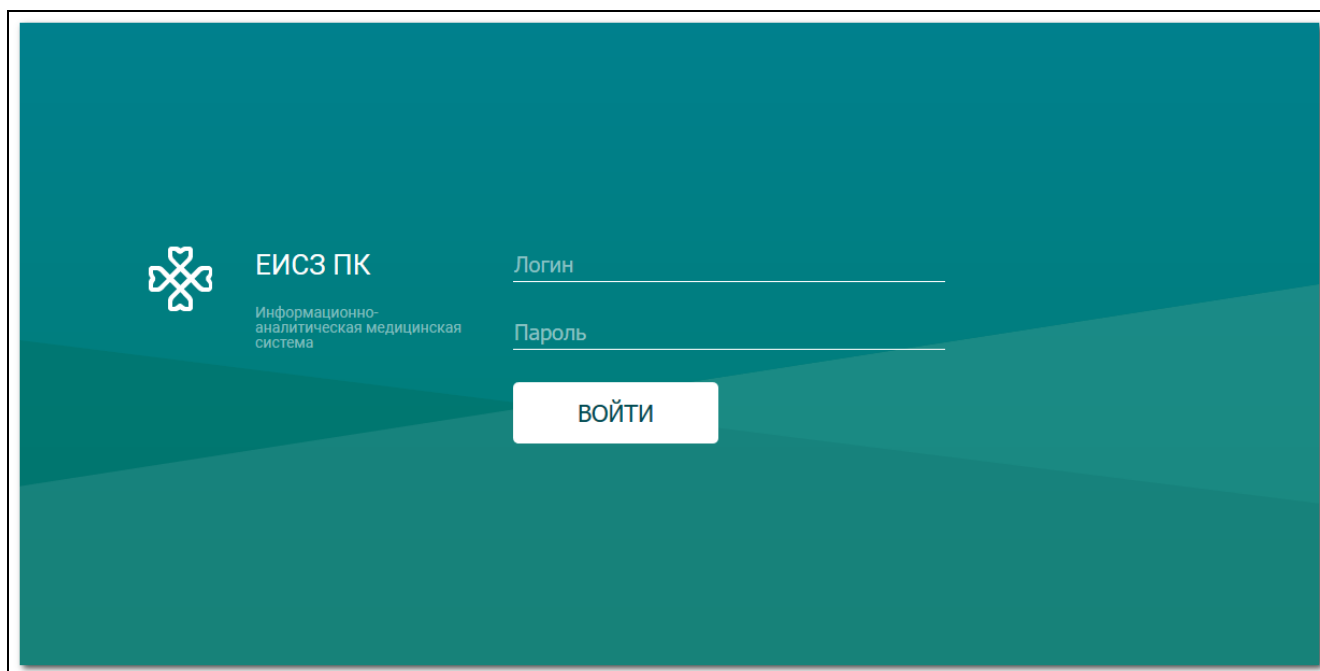 ЕИСЗ ПК
Информационно-
аналитическая медицинская
система
Логин
Пароль
ВОЙТИ